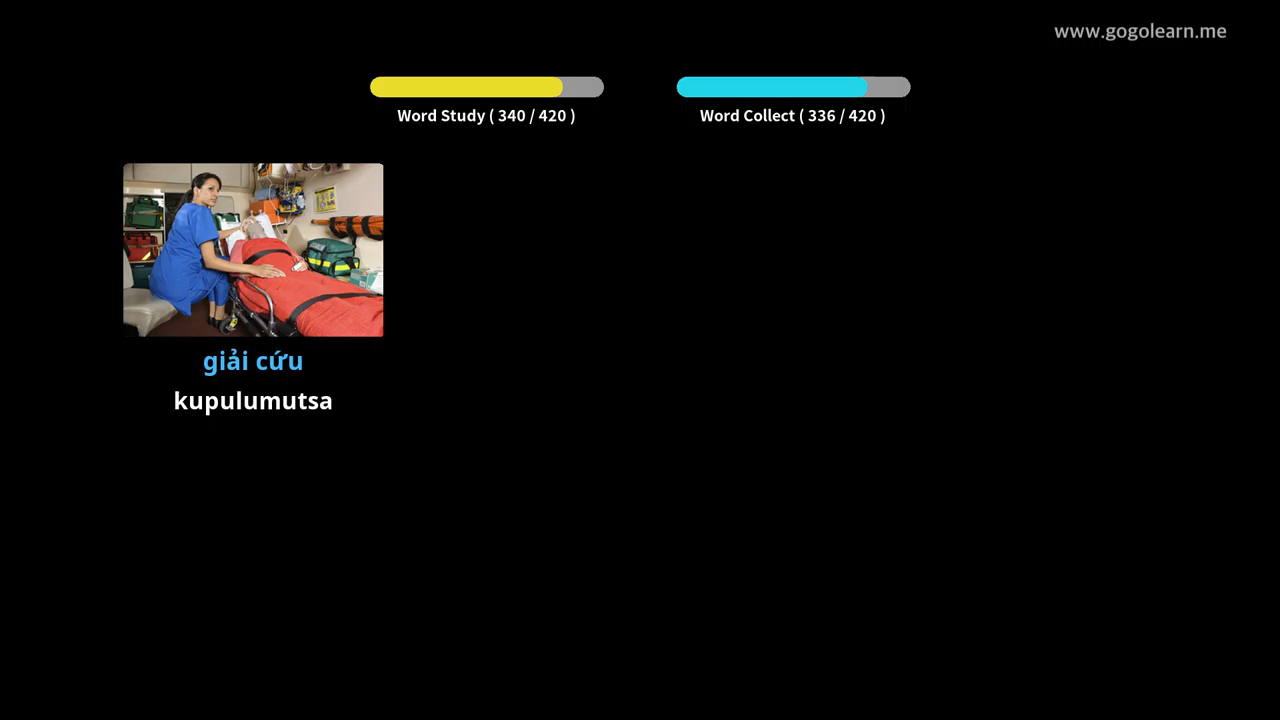 www.gogolearn.me
Word Study ( 340 / 420 )
Word Collect ( 336 / 420 )
giải cứu
kupulumutsa